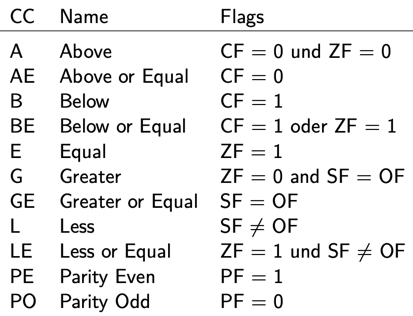 CC Name Flags
A Above CF = 0 und ZF = 0
AE Above or Equal CF = 0
B Below CF = 1
BE Below or Equal CF = 1 oder ZF = 1
E Equal ZF = 1
G Greater ZF = 0 and SF = OF
GE Greater or Equal SF = OF
L Less SF ≠ OF
LE Less or Equal ZF = 1 und SF ≠ OF
PE Parity Even PF = 1
PO Parity Odd PF = 0